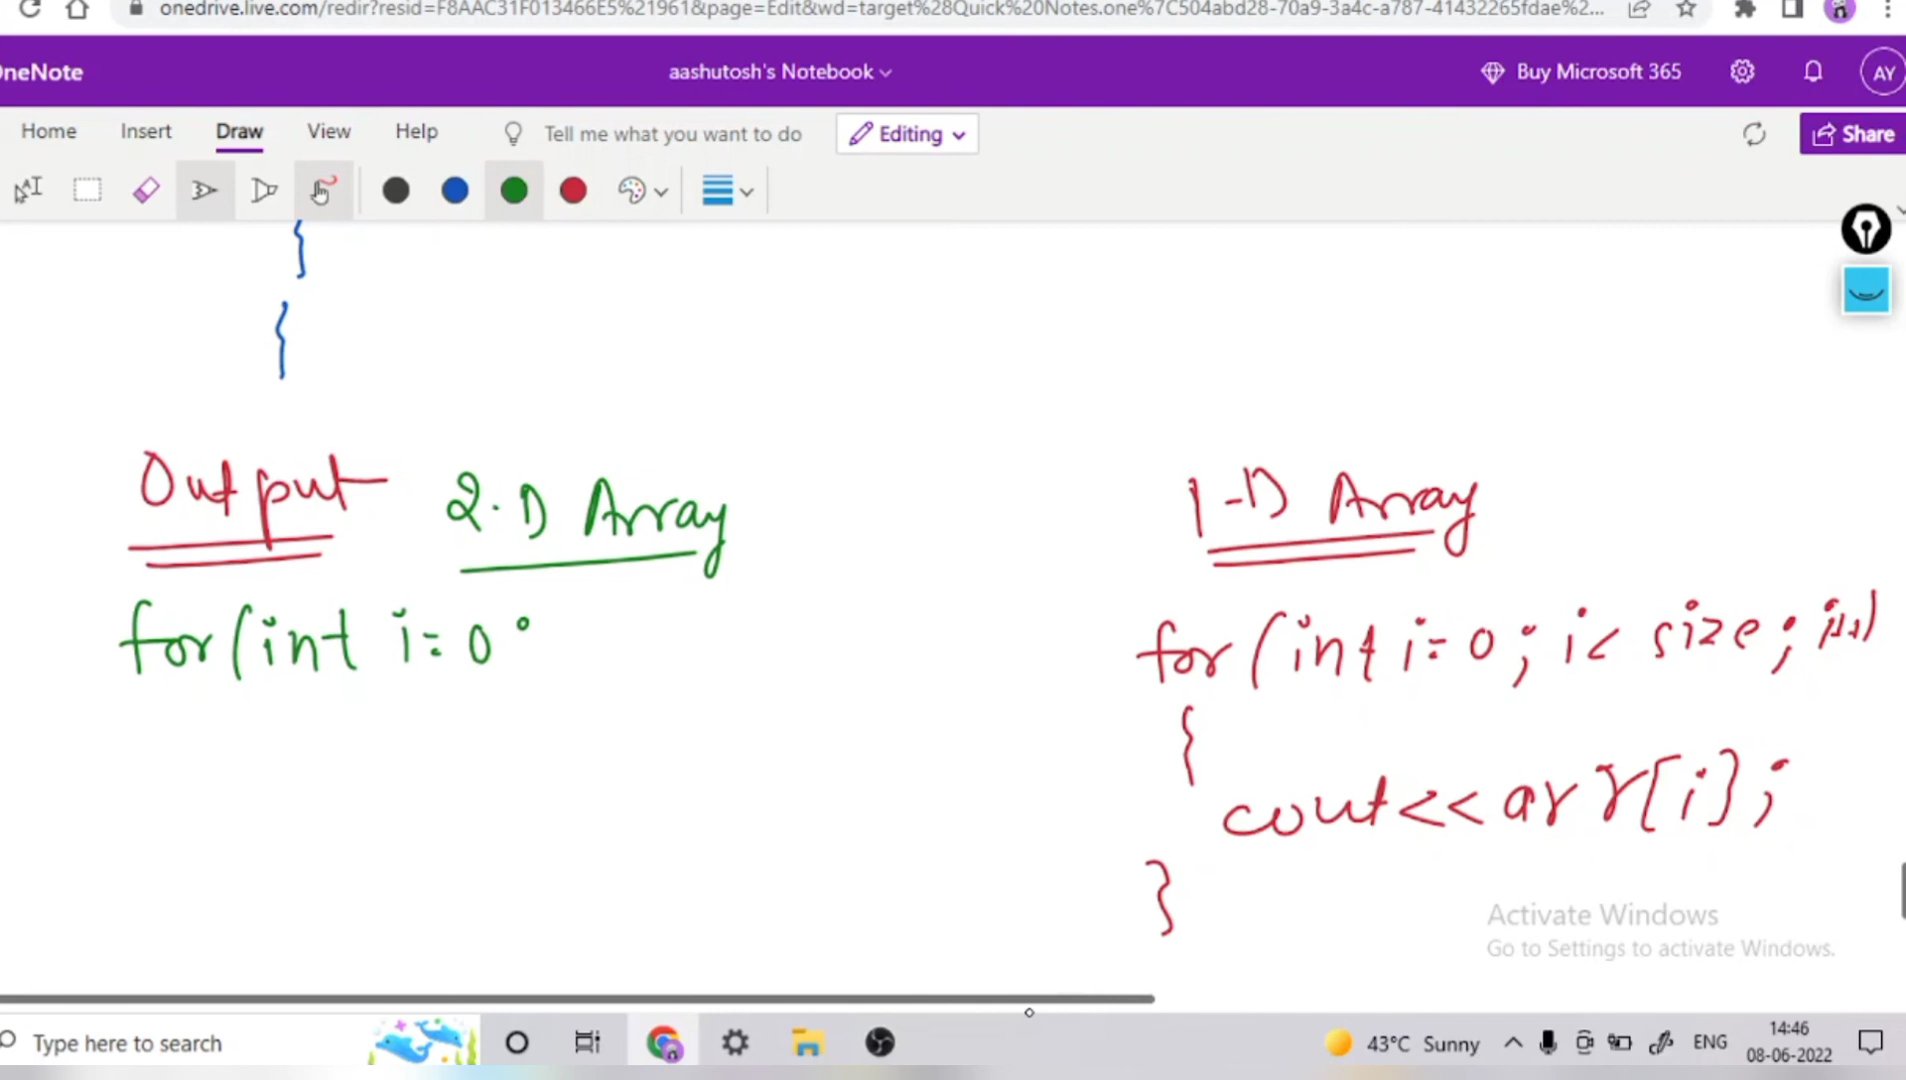 onedrive.live.com/redir?resid=F8AAC31F013466E5%21961&page=Edit&wd=target%28Quick%20Notes.one%7C504abd28-70a9-3a4c-a787-41432265fdae%2...
OneNote
aashutosh's Notebook
Buy Microsoft 365
AY
Home Insert Draw View Help
Tell me what you want to do
Editing
Share
Output 2-D Array
1-D Array
for(int i=0
for(int i=0; i< size; i++)
{
cout<<arr[i];
}
Activate Windows
Go to Settings to activate Windows.
Type here to search
43°C Sunny
ENG
14:46
08-06-2022